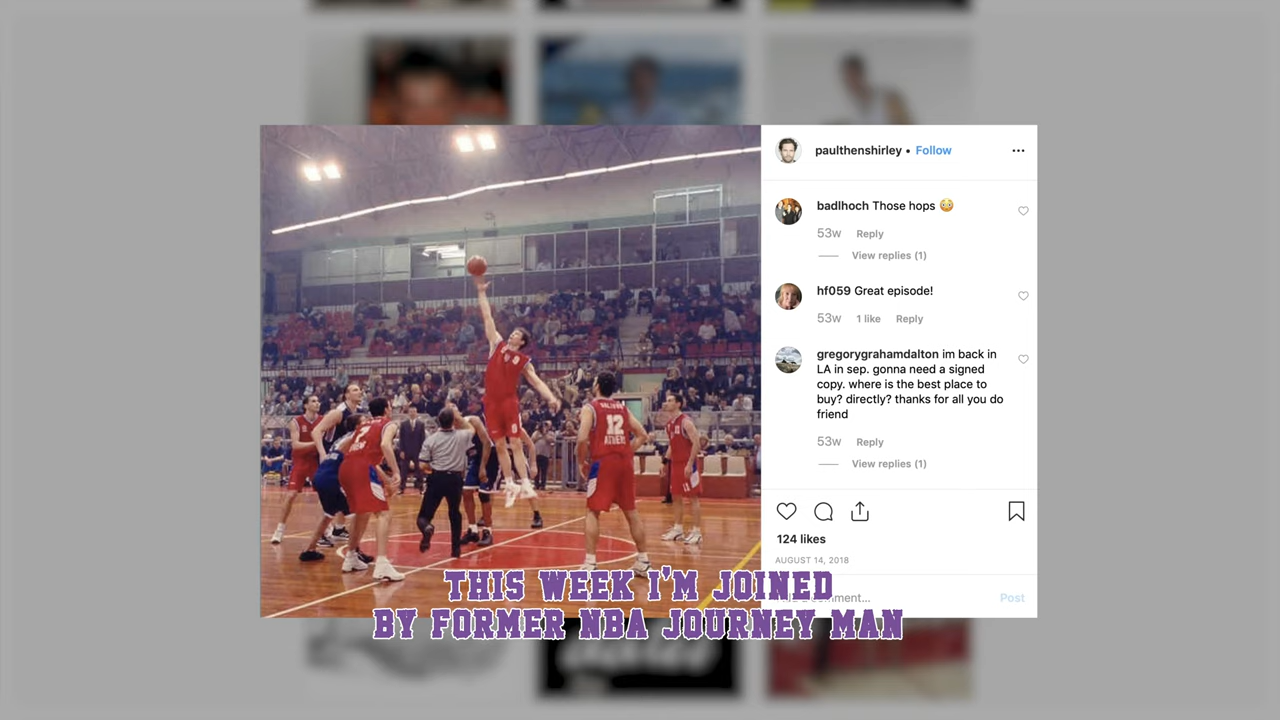 paulthenshirley • Follow
badlhoch Those hops 😳
53w Reply
View replies (1)
hf059 Great episode!
53w 1 like Reply
gregorygrahamdalton im back in
LA in sep. gonna need a signed
copy. where is the best place to
buy? directly? thanks for all you do
friend
53w Reply
View replies (1)
12
124 likes
AUGUST 14, 2018
comment...
Post
THIS WEEK I'M JOINED
BY FORMER NBA JOURNEY MAN